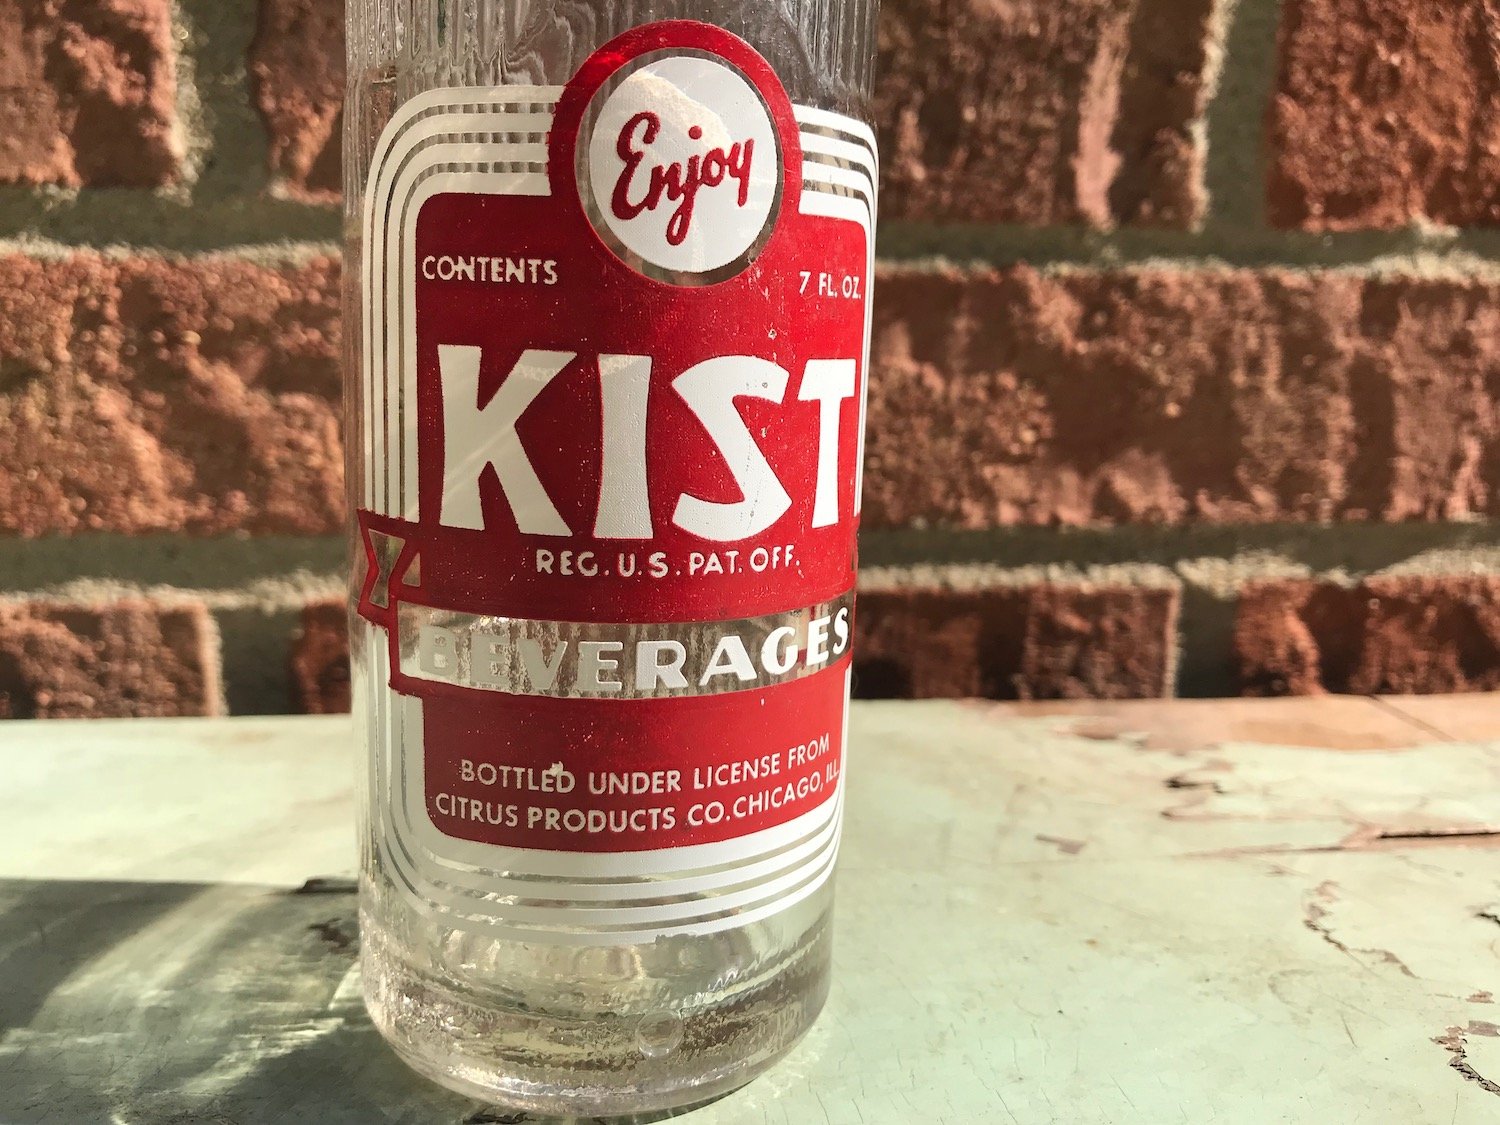 Enjoy
CONTENTS 7 FL. OZ.
KIST
REG. U.S. PAT. OFF.
BEVERAGES
BOTTLED UNDER LICENSE FROM
CITRUS PRODUCTS CO. CHICAGO, ILL.